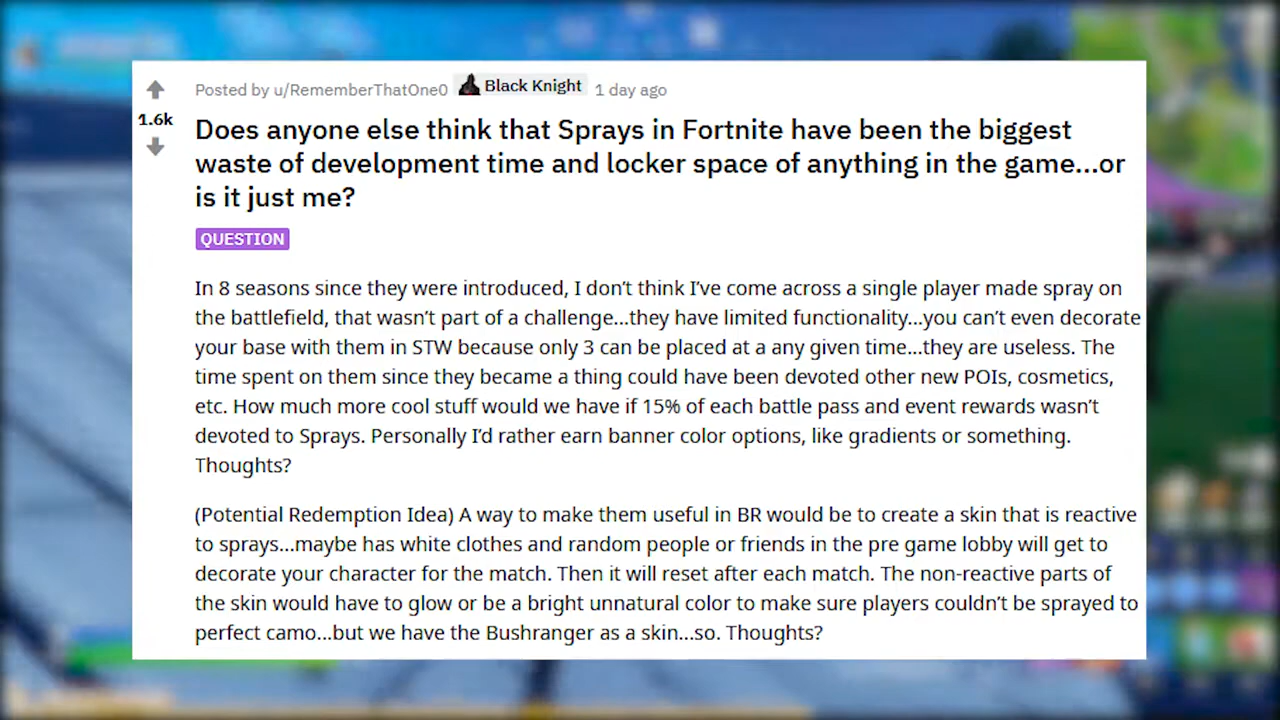 Posted by u/RememberThatOne0 Black Knight 1 day ago
1.6k
Does anyone else think that Sprays in Fortnite have been the biggest
waste of development time and locker space of anything in the game...or
is it just me?
QUESTION
In 8 seasons since they were introduced, I don't think I've come across a single player made spray on
the battlefield, that wasn't part of a challenge...they have limited functionality...you can't even decorate
your base with them in STW because only 3 can be placed at a any given time...they are useless. The
time spent on them since they became a thing could have been devoted other new POIs, cosmetics,
etc. How much more cool stuff would we have if 15% of each battle pass and event rewards wasn't
devoted to Sprays. Personally I'd rather earn banner color options, like gradients or something.
Thoughts?
(Potential Redemption Idea) A way to make them useful in BR would be to create a skin that is reactive
to sprays...maybe has white clothes and random people or friends in the pre game lobby will get to
decorate your character for the match. Then it will reset after each match. The non-reactive parts of
the skin would have to glow or be a bright unnatural color to make sure players couldn't be sprayed to
perfect camo...but we have the Bushranger as a skin...so. Thoughts?